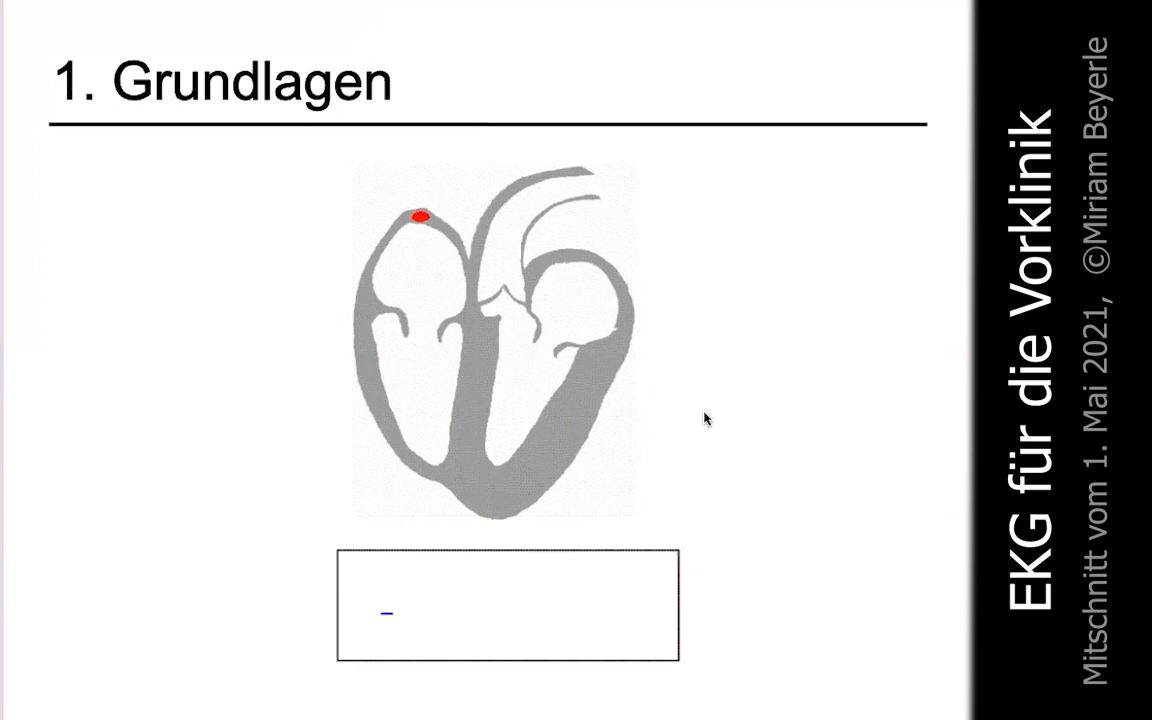 1. Grundlagen
EKG für die Vorklinik
Mitschnitt vom 1. Mai 2021, ©Miriam Beyerle